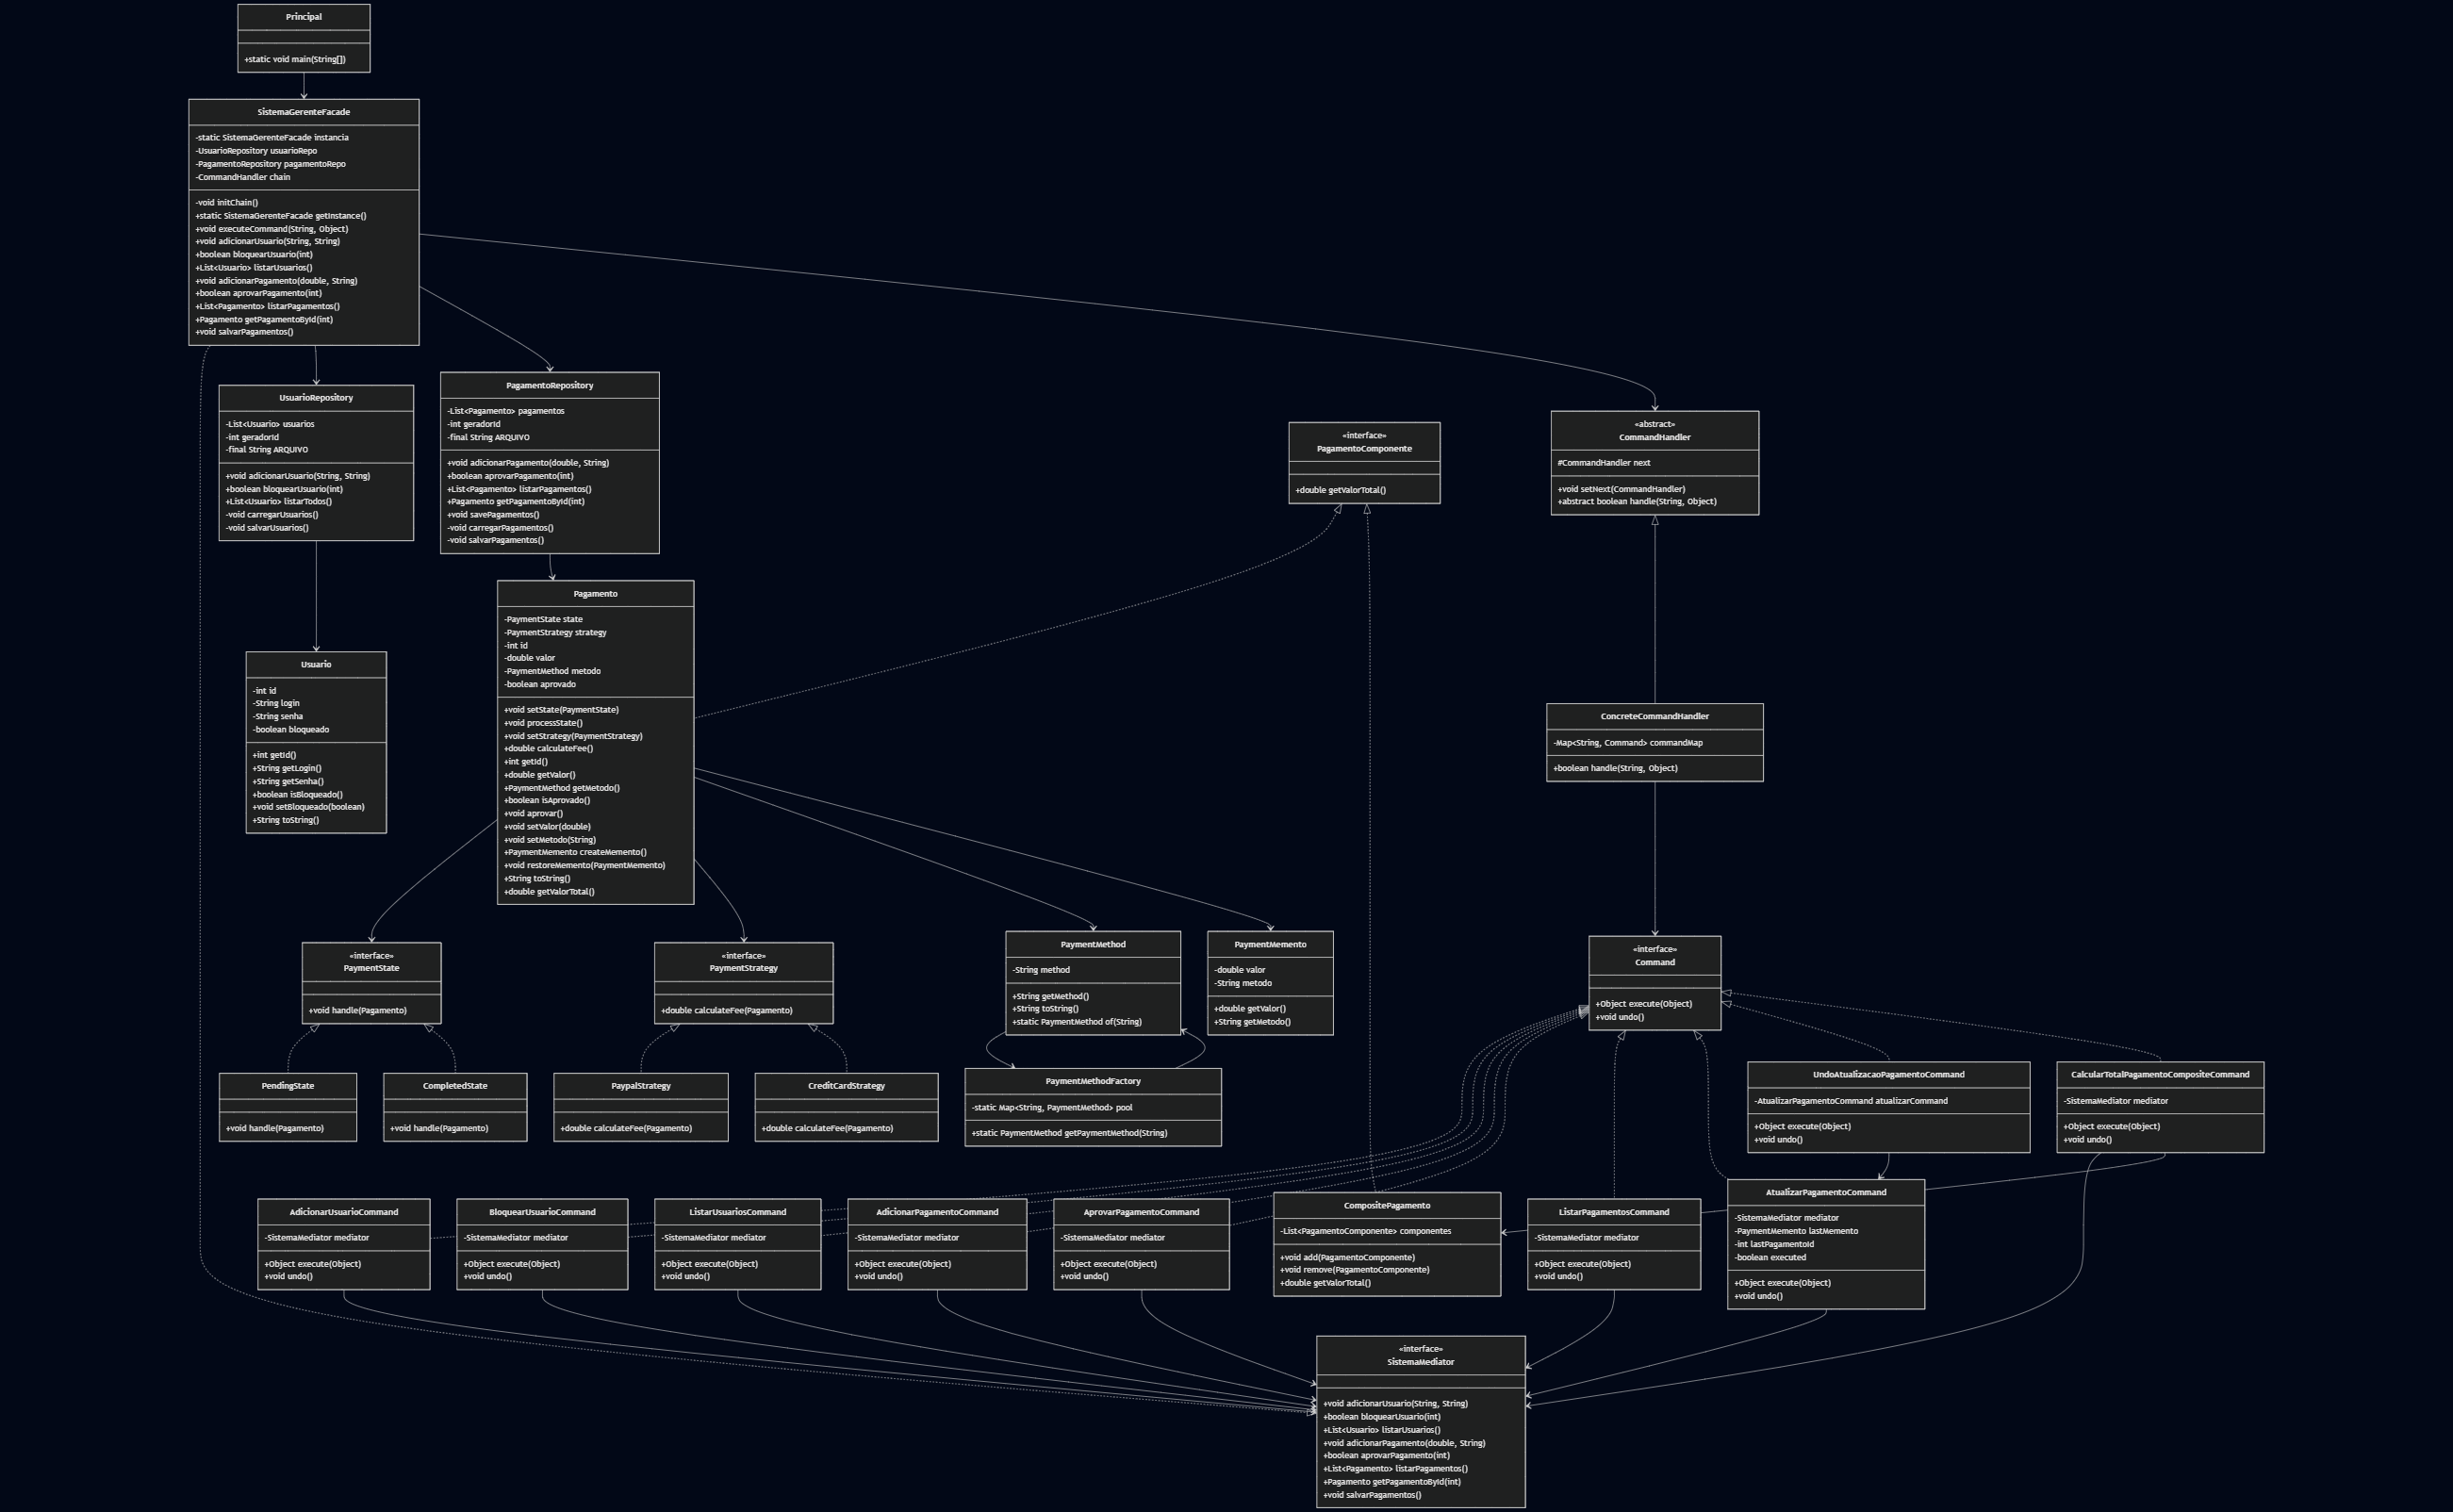 Principal
+static void main(String[])
SistemaGerenteFacade
-static SistemaGerenteFacade instancia
-UsuarioRepository usuarioRepo
-PagamentoRepository pagamentoRepo
-CommandHandler chain
-void initChain()
+static SistemaGerenteFacade getInstance()
+void executeCommand(String, Object)
+void adicionarUsuario(String, String)
+boolean bloquearUsuario(int)
+List<Usuario> listarUsuarios()
+void adicionarPagamento(double, String)
+boolean aprovarPagamento(int)
+List<Pagamento> listarPagamentos()
+Pagamento getPagamentoById(int)
+void salvarPagamentos()
UsuarioRepository
-List<Usuario> usuarios
-int geradorId
-final String ARQUIVO
+void adicionarUsuario(String, String)
+boolean bloquearUsuario(int)
+List<Usuario> listarTodos()
-void carregarUsuarios()
-void salvarUsuarios()
PagamentoRepository
-List<Pagamento> pagamentos
-int geradorId
-final String ARQUIVO
+void adicionarPagamento(double, String)
+boolean aprovarPagamento(int)
+List<Pagamento> listarPagamentos()
+Pagamento getPagamentoById(int)
+void savePagamentos()
-void carregarPagamentos()
-void salvarPagamentos()
«interface»
PagamentoComponente
+double getValorTotal()
«abstract»
CommandHandler
#CommandHandler next
+void setNext(CommandHandler)
+abstract boolean handle(String, Object)
Usuario
-int id
-String login
-String senha
-boolean bloqueado
+int getId()
+String getLogin()
+String getSenha()
+boolean isBloqueado()
+void setBloqueado(boolean)
+String toString()
Pagamento
-PaymentState state
-PaymentStrategy strategy
-int id
-double valor
-PaymentMethod metodo
-boolean aprovado
+void setState(PaymentState)
+void processState()
+void setStrategy(PaymentStrategy)
+double calculateFee()
+int getId()
+double getValor()
+PaymentMethod getMetodo()
+boolean isAprovado()
+void aprovar()
+void setValor(double)
+void setMetodo(String)
+PaymentMemento createMemento()
+void restoreMemento(PaymentMemento)
+String toString()
+double getValorTotal()
ConcreteCommandHandler
-Map<String, Command> commandMap
+boolean handle(String, Object)
«interface»
PaymentState
+void handle(Pagamento)
«interface»
PaymentStrategy
+double calculateFee(Pagamento)
PaymentMethod
-String method
+String getMethod()
+String toString()
+static PaymentMethod of(String)
PaymentMemento
-double valor
-String metodo
+double getValor()
+String getMetodo()
«interface»
Command
+Object execute(Object)
+void undo()
PendingState
+void handle(Pagamento)
CompletedState
+void handle(Pagamento)
PaypalStrategy
+double calculateFee(Pagamento)
CreditCardStrategy
+double calculateFee(Pagamento)
PaymentMethodFactory
-static Map<String, PaymentMethod> pool
+static PaymentMethod getPaymentMethod(String)
UndoAtualizacaoPagamentoCommand
-AtualizarPagamentoCommand atualizarCommand
+Object execute(Object)
+void undo()
CalcularTotalPagamentoCompositeCommand
-SistemaMediator mediator
+Object execute(Object)
+void undo()
AdicionarUsuarioCommand
-SistemaMediator mediator
+Object execute(Object)
+void undo()
BloquearUsuarioCommand
-SistemaMediator mediator
+Object execute(Object)
+void undo()
ListarUsuariosCommand
-SistemaMediator mediator
+Object execute(Object)
+void undo()
AdicionarPagamentoCommand
-SistemaMediator mediator
+Object execute(Object)
+void undo()
AprovarPagamentoCommand
-SistemaMediator mediator
+Object execute(Object)
+void undo()
CompositePagamento
-List<PagamentoComponente> componentes
+void add(PagamentoComponente)
+void remove(PagamentoComponente)
+double getValorTotal()
ListarPagamentosCommand
-SistemaMediator mediator
+Object execute(Object)
+void undo()
AtualizarPagamentoCommand
-SistemaMediator mediator
-PaymentMemento lastMemento
-int lastPagamentoId
-boolean executed
+Object execute(Object)
+void undo()
«interface»
SistemaMediator
+void adicionarUsuario(String, String)
+boolean bloquearUsuario(int)
+List<Usuario> listarUsuarios()
+void adicionarPagamento(double, String)
+boolean aprovarPagamento(int)
+List<Pagamento> listarPagamentos()
+Pagamento getPagamentoById(int)
+void salvarPagamentos()